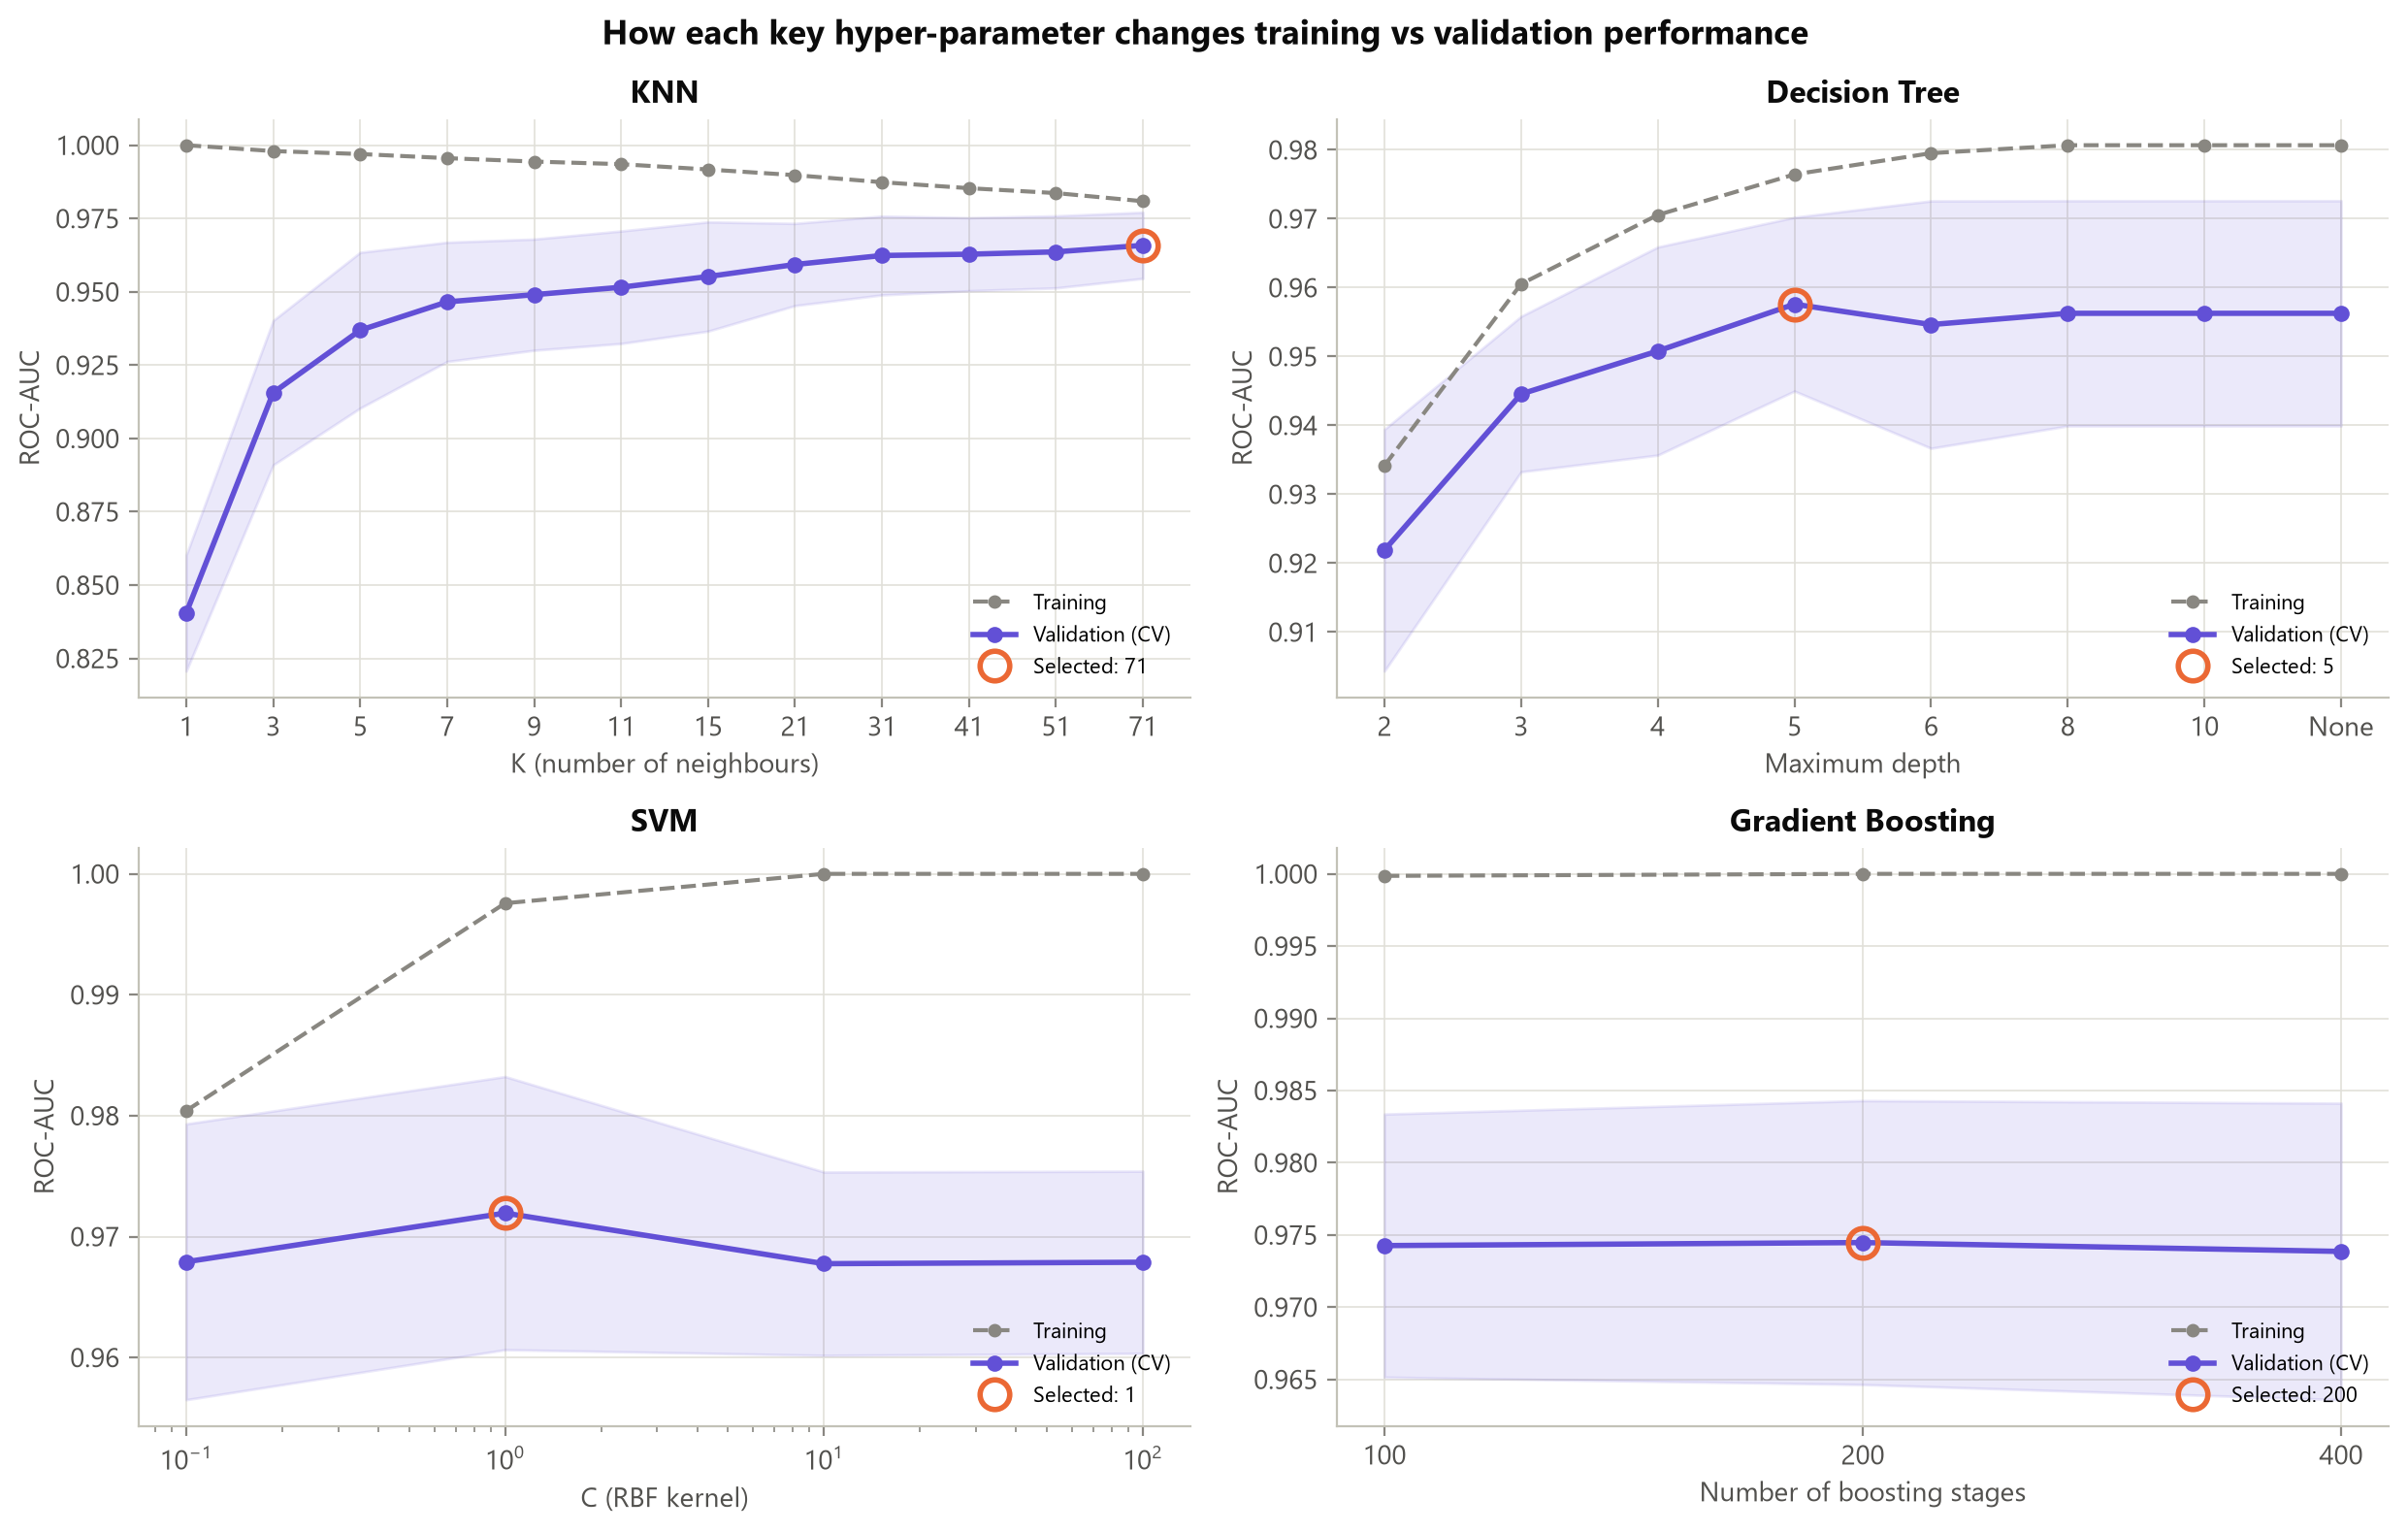 How each key hyper-parameter changes training vs validation performance
KNN
1.000
0.975
0.950
0.925
0.900
0.875
0.850
0.825
ROC-AUC
1 3 5 7 9 11 15 21 31 41 51 71
K (number of neighbours)
Training
Validation (CV)
Selected: 71
Decision Tree
0.98
0.97
0.96
0.95
0.94
0.93
0.92
0.91
ROC-AUC
2 3 4 5 6 8 10 None
Maximum depth
Training
Validation (CV)
Selected: 5
SVM
1.00
0.99
0.98
0.97
0.96
ROC-AUC
10⁻¹ 10⁰ 10¹ 10²
C (RBF kernel)
Training
Validation (CV)
Selected: 1
Gradient Boosting
1.000
0.995
0.990
0.985
0.980
0.975
0.970
0.965
ROC-AUC
100 200 400
Number of boosting stages
Training
Validation (CV)
Selected: 200